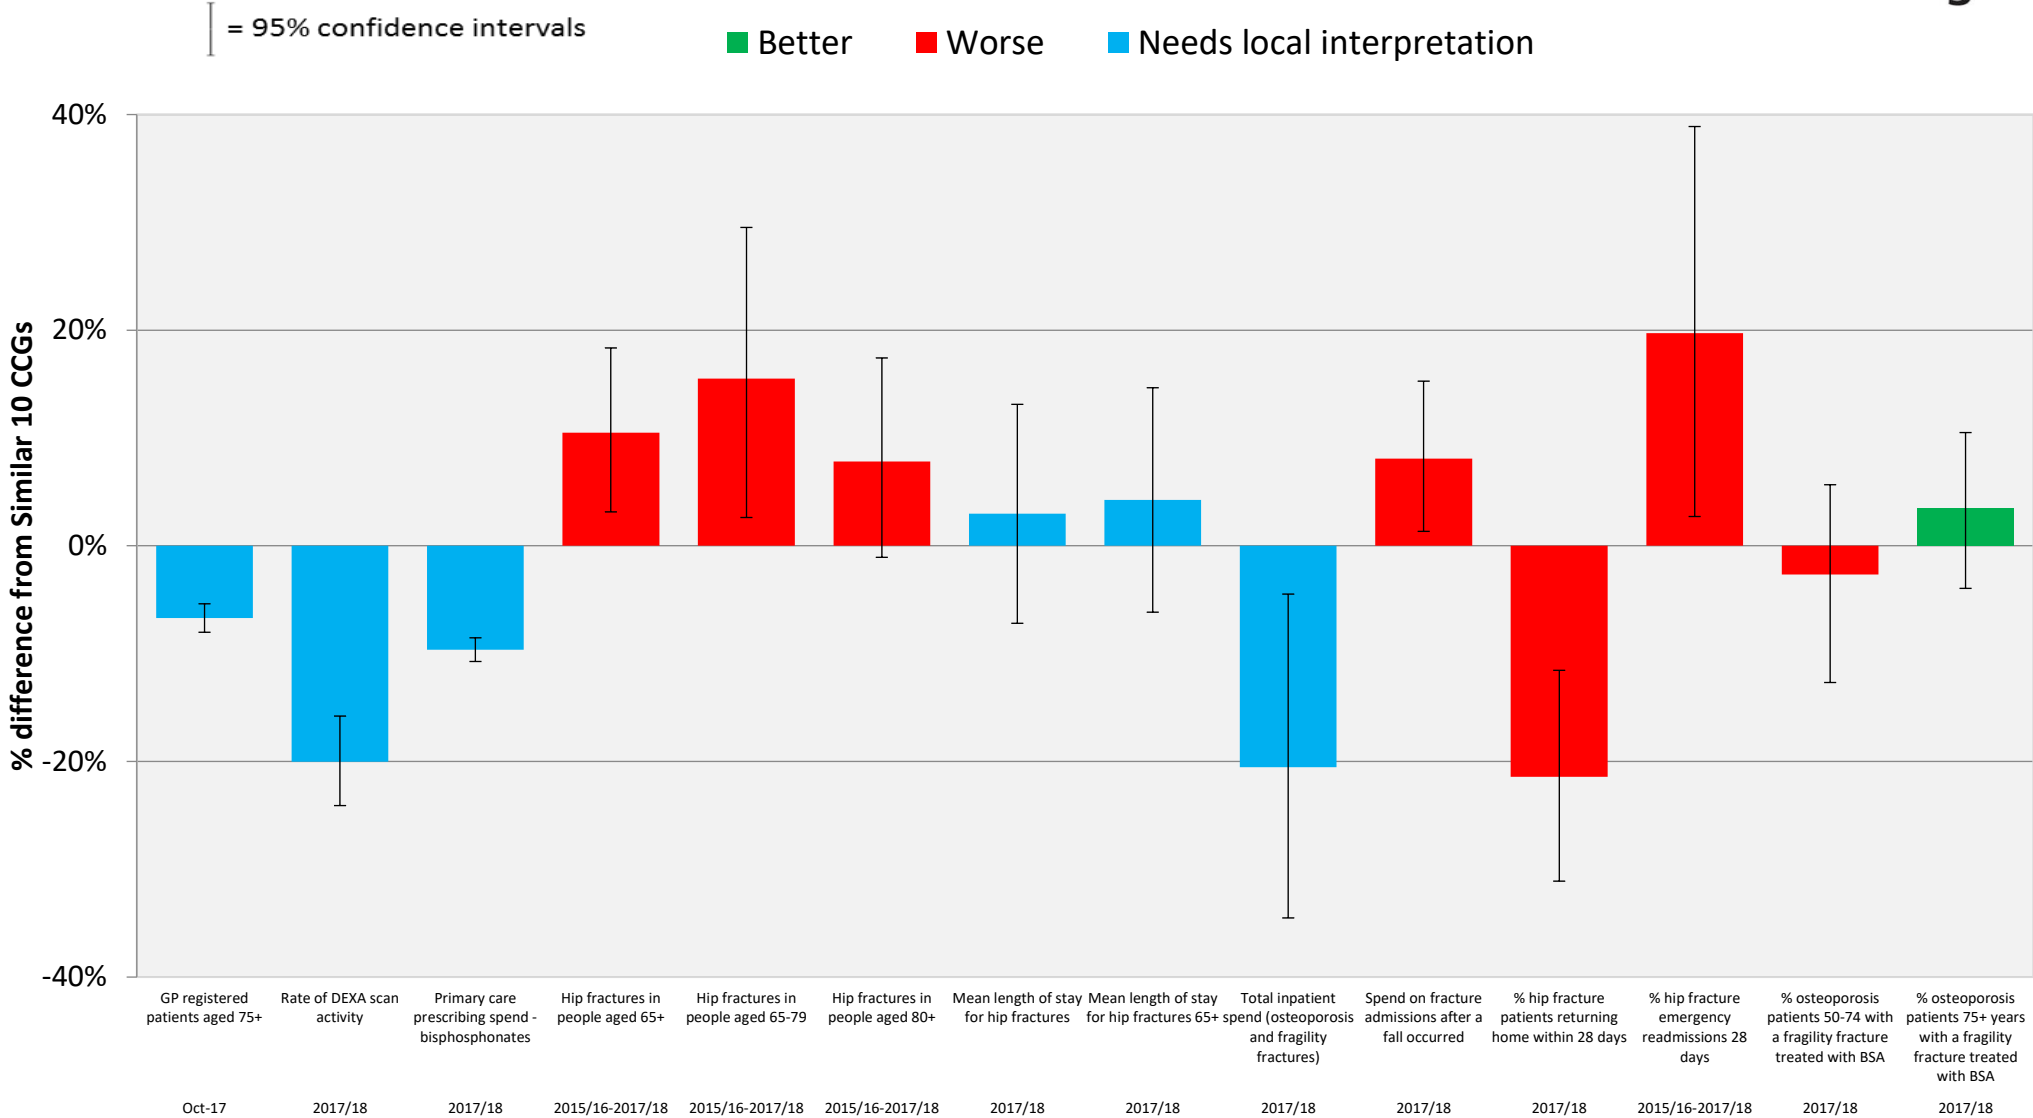 = 95% confidence intervals
Better
Worse
Needs local interpretation
% difference from Similar 10 CCGs
40%
20%
0%
-20%
-40%
GP registered
patients aged 75+
Oct-17
Rate of DEXA scan
activity
2017/18
Primary care
prescribing spend -
bisphosphonates
2017/18
Hip fractures in
people aged 65+
2015/16-2017/18
Hip fractures in
people aged 65-79
2015/16-2017/18
Hip fractures in
people aged 80+
2015/16-2017/18
Mean length of stay
for hip fractures
2017/18
Mean length of stay
for hip fractures 65+
2017/18
Total inpatient
spend (osteoporosis
and fragility
fractures)
2017/18
Spend on fracture
admissions after a
fall occurred
2017/18
% hip fracture
patients returning
home within 28 days
2017/18
% hip fracture
emergency
readmissions 28
days
2015/16-2017/18
% osteoporosis
patients 50-74 with
a fragility fracture
treated with BSA
2017/18
% osteoporosis
patients 75+ years
with a fragility
fracture treated
with BSA
2017/18